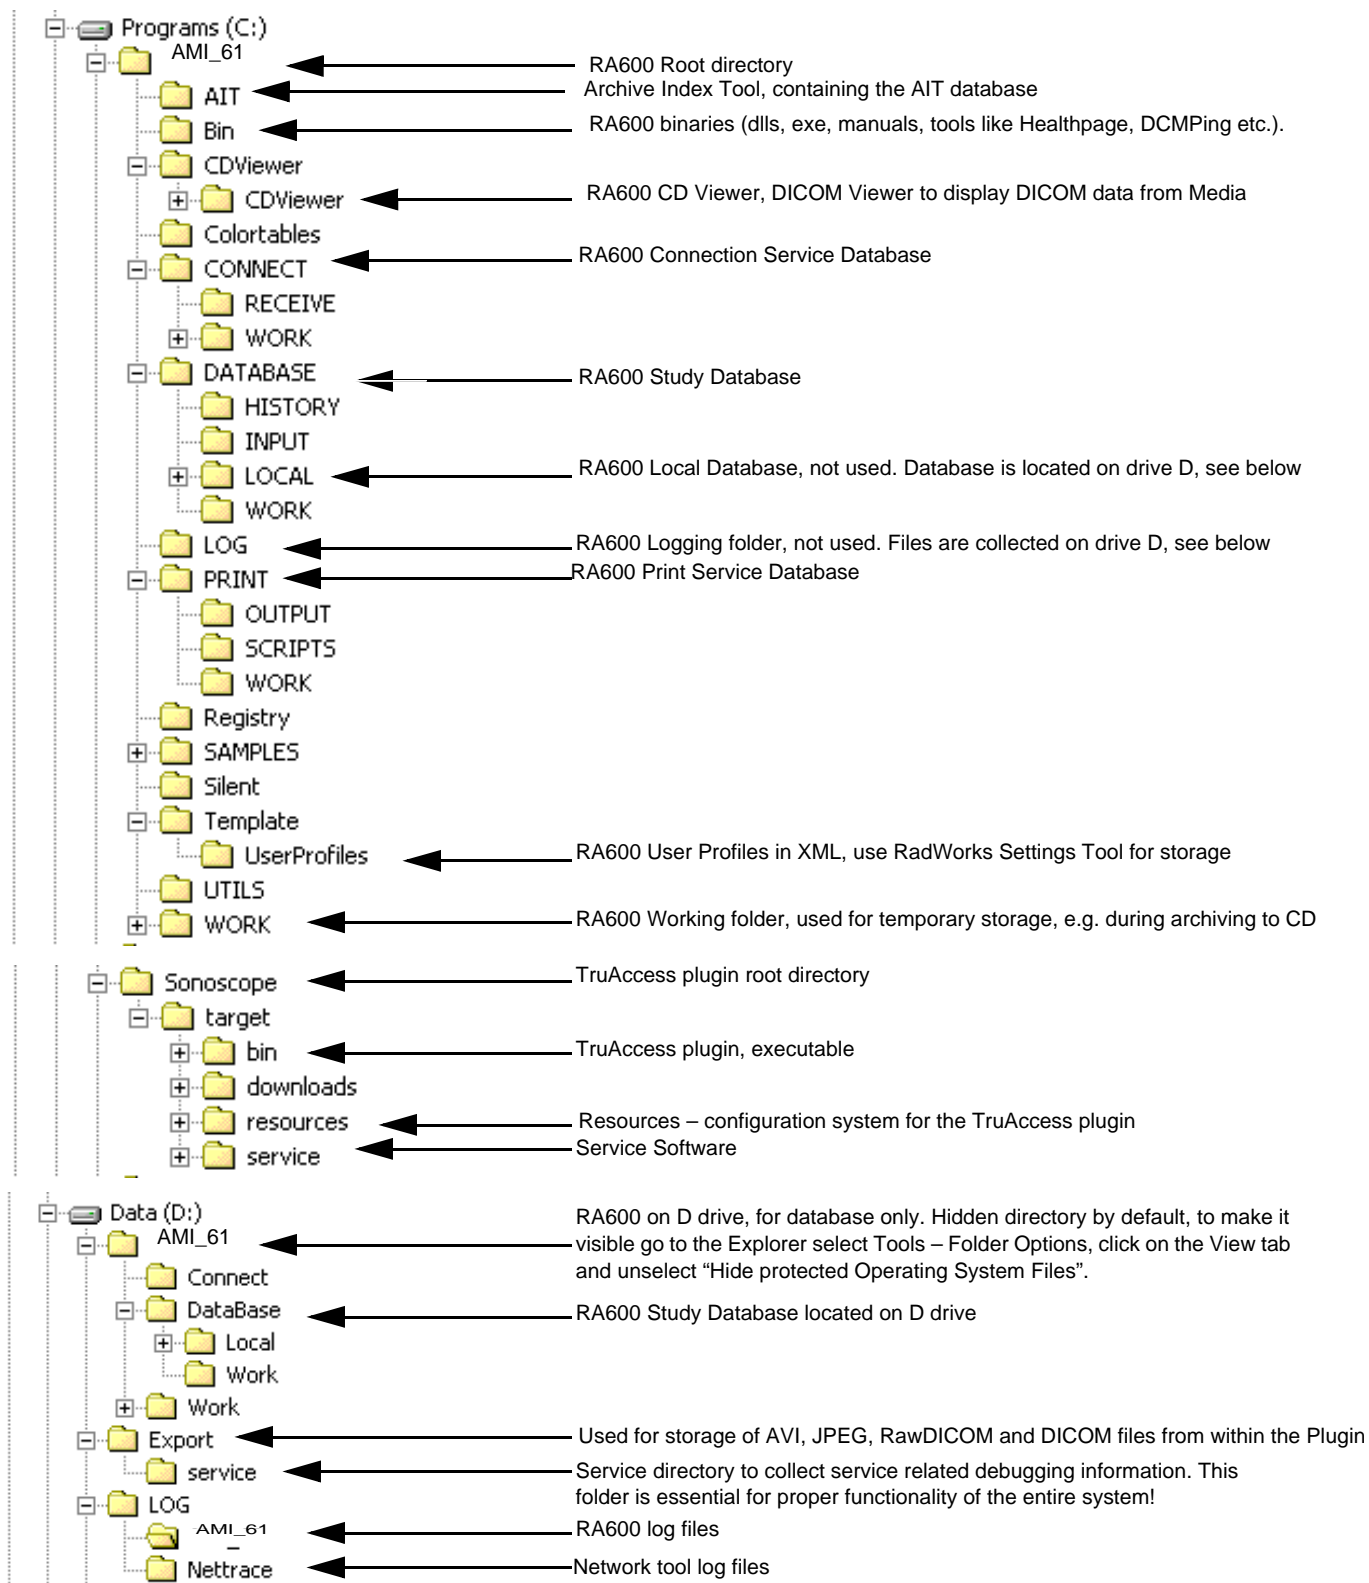 Programs (C:)
AMI_61
RA600 Root directory
AIT
Archive Index Tool, containing the AIT database
Bin
RA600 binaries (dlls, exe, manuals, tools like Healthpage, DCMPing etc.).
CDViewer
CDViewer
RA600 CD Viewer, DICOM Viewer to display DICOM data from Media
Colortables
CONNECT
RA600 Connection Service Database
RECEIVE
WORK
DATABASE
RA600 Study Database
HISTORY
INPUT
LOCAL
RA600 Local Database, not used. Database is located on drive D, see below
WORK
LOG
RA600 Logging folder, not used. Files are collected on drive D, see below
PRINT
RA600 Print Service Database
OUTPUT
SCRIPTS
WORK
Registry
SAMPLES
Silent
Template
UserProfiles
RA600 User Profiles in XML, use RadWorks Settings Tool for storage
UTILS
WORK
RA600 Working folder, used for temporary storage, e.g. during archiving to CD
Sonoscope
TruAccess plugin root directory
target
bin
TruAccess plugin, executable
downloads
resources
Resources – configuration system for the TruAccess plugin
service
Service Software
Data (D:)
AMI_61
RA600 on D drive, for database only. Hidden directory by default, to make it
visible go to the Explorer select Tools – Folder Options, click on the View tab
and unselect “Hide protected Operating System Files”.
Connect
DataBase
RA600 Study Database located on D drive
Local
Work
Work
Export
Used for storage of AVI, JPEG, RawDICOM and DICOM files from within the Plugin
service
Service directory to collect service related debugging information. This
folder is essential for proper functionality of the entire system!
LOG
AMI_61
RA600 log files
Nettrace
Network tool log files